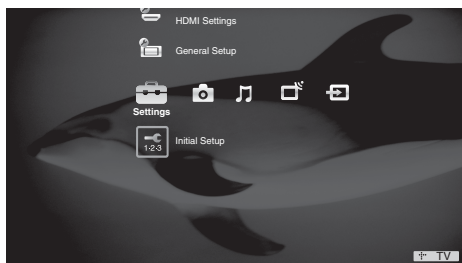 HDMI Settings
General Setup
Settings
1-2-3
Initial Setup
TV